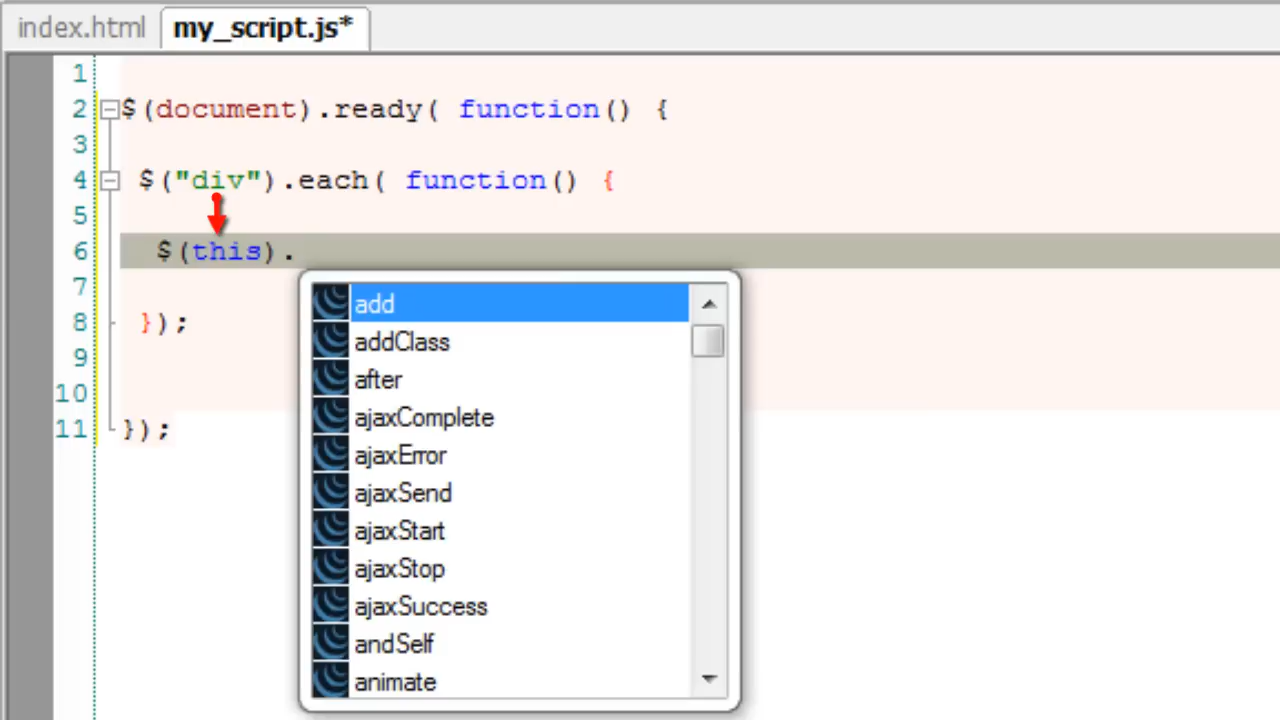 index.html my_script.js*
1
2 $(document).ready( function() {
3
4 $("div").each( function() {
5
6 $(this).
7
8 });
9
10
11 });
add
addClass
after
ajaxComplete
ajaxError
ajaxSend
ajaxStart
ajaxStop
ajaxSuccess
andSelf
animate